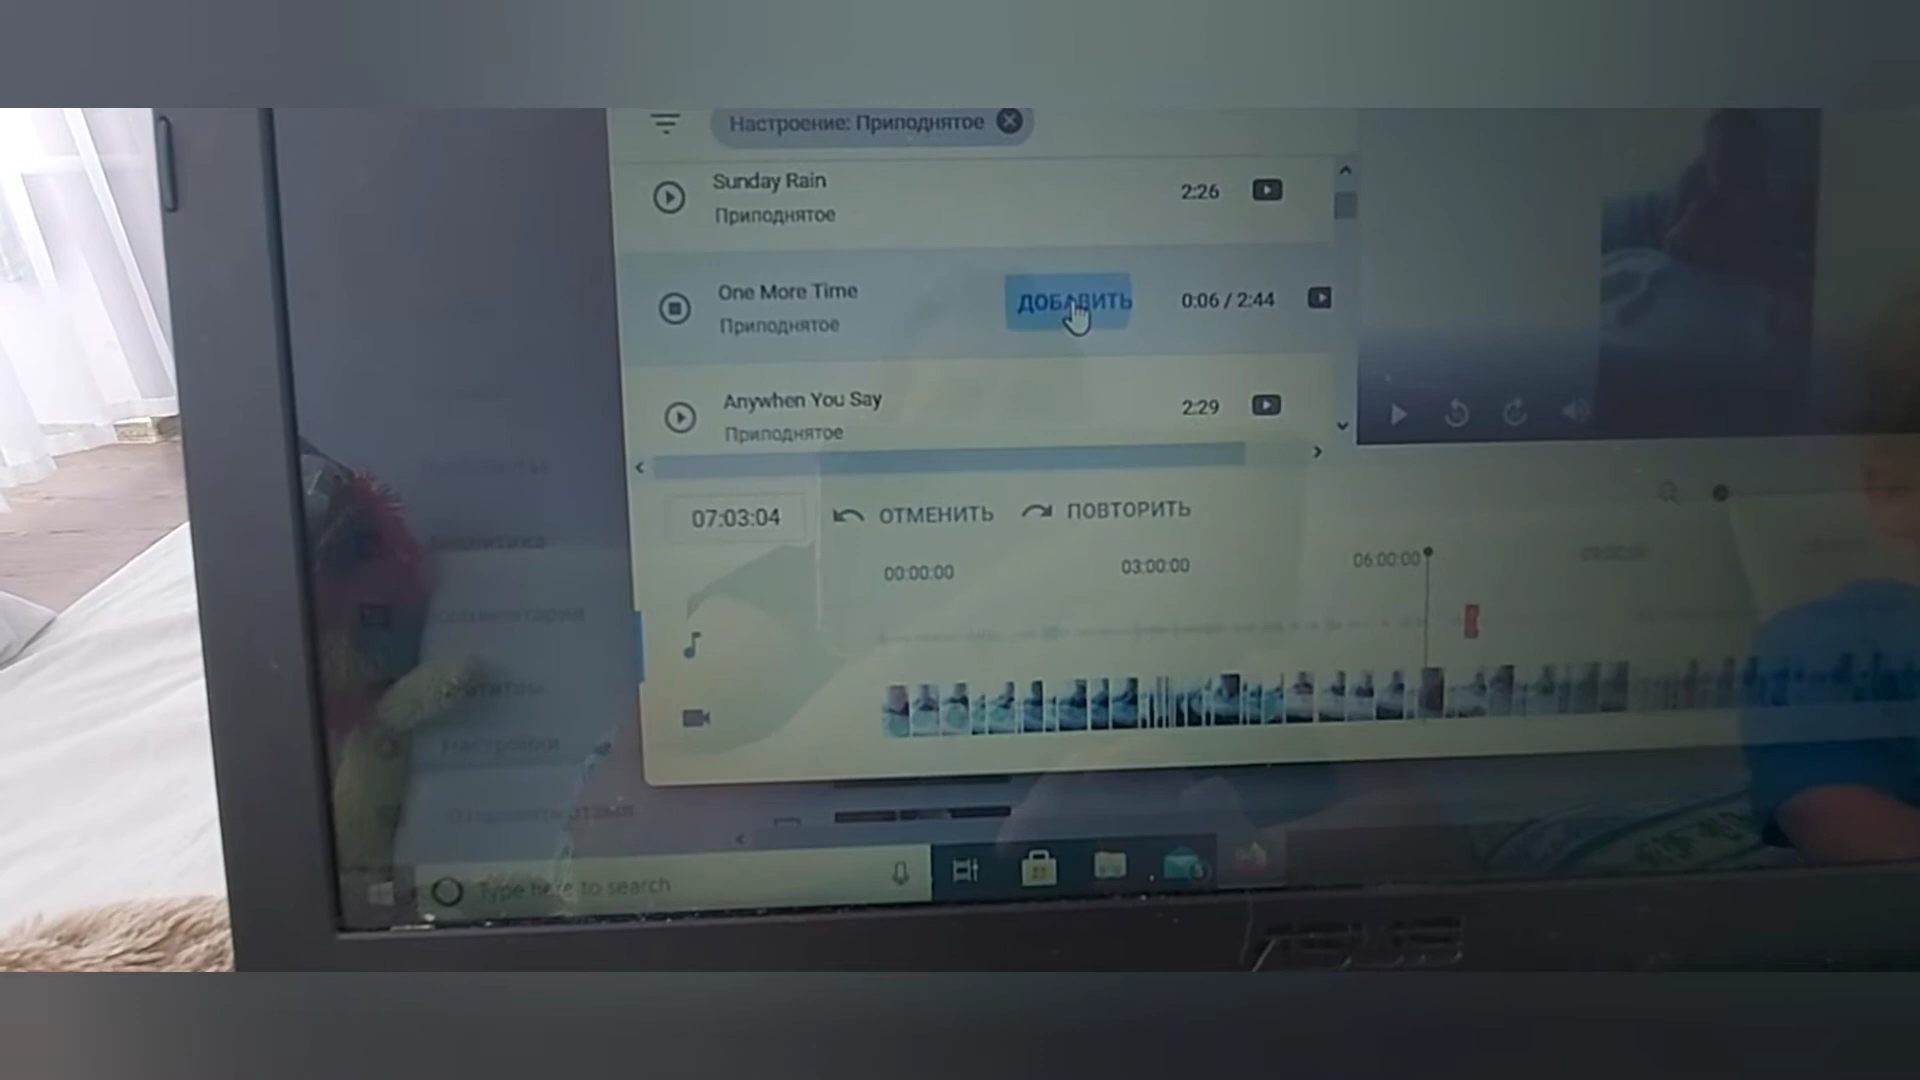 Настроение: Приподнятое
Sunday Rain
Приподнятое
2:26
One More Time
Приподнятое
ДОБАВИТЬ
0:06 / 2:44
Anywhen You Say
Приподнятое
2:29
07:03:04
ОТМЕНИТЬ
ПОВТОРИТЬ
00:00:00
03:00:00
06:00:00
Настройки
Type here to search
ASUS